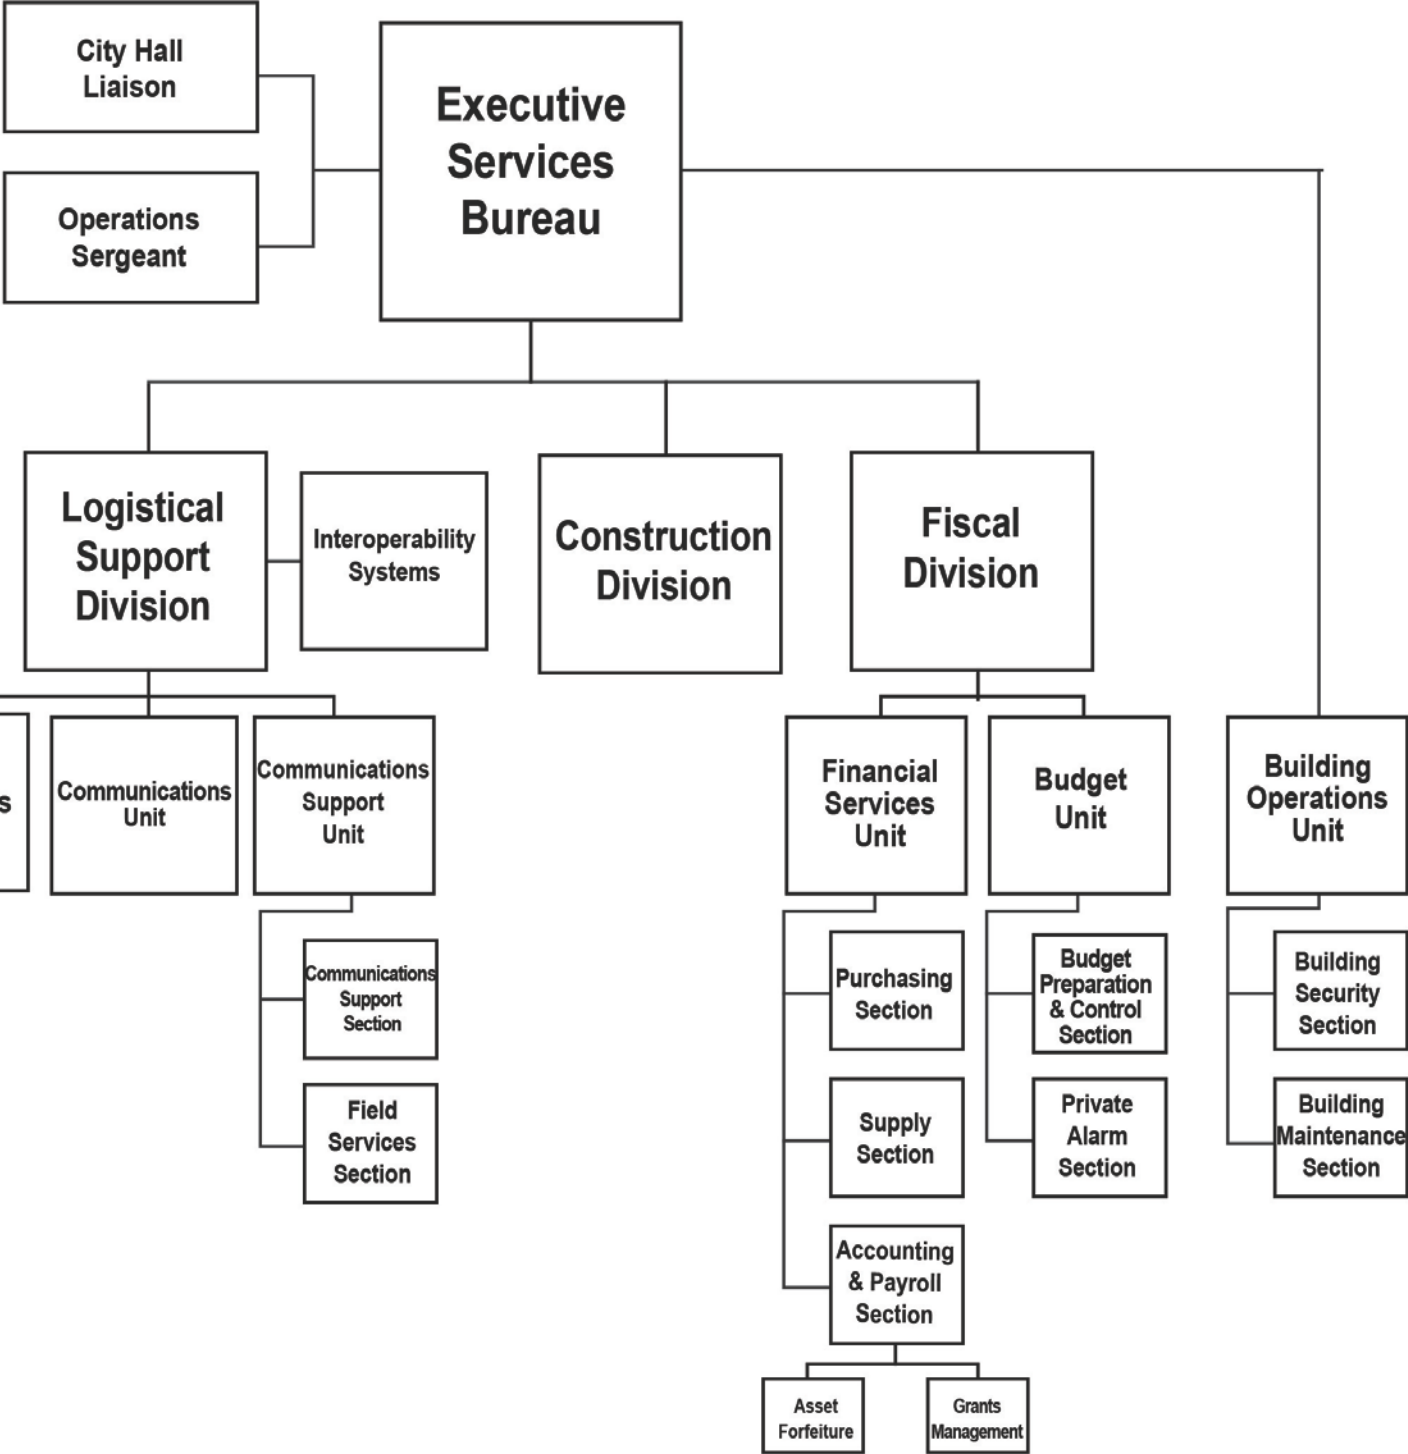 City Hall
Liaison
Operations
Sergeant
Executive
Services
Bureau
Logistical
Support
Division
Interoperability
Systems
Construction
Division
Fiscal
Division
Communications
Unit
Communications
Support
Unit
Financial
Services
Unit
Budget
Unit
Building
Operations
Unit
Communications
Support
Section
Field
Services
Section
Purchasing
Section
Supply
Section
Accounting
& Payroll
Section
Asset
Forfeiture
Grants
Management
Budget
Preparation
& Control
Section
Private
Alarm
Section
Building
Security
Section
Building
Maintenance
Section